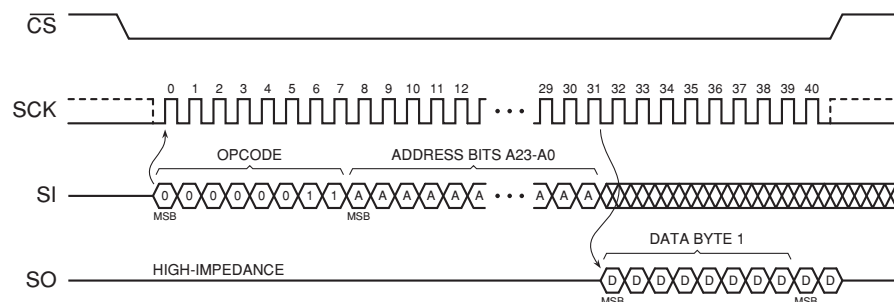 CS
0 1 2 3 4 5 6 7 8 9 10 11 12 29 30 31 32 33 34 35 36 37 38 39 40
SCK
OPCODE ADDRESS BITS A23-A0
SI 0 0 0 0 0 0 1 1 A A A A A A A A A
MSB MSB
DATA BYTE 1
SO HIGH-IMPEDANCE D D D D D D D D D D
MSB MSB